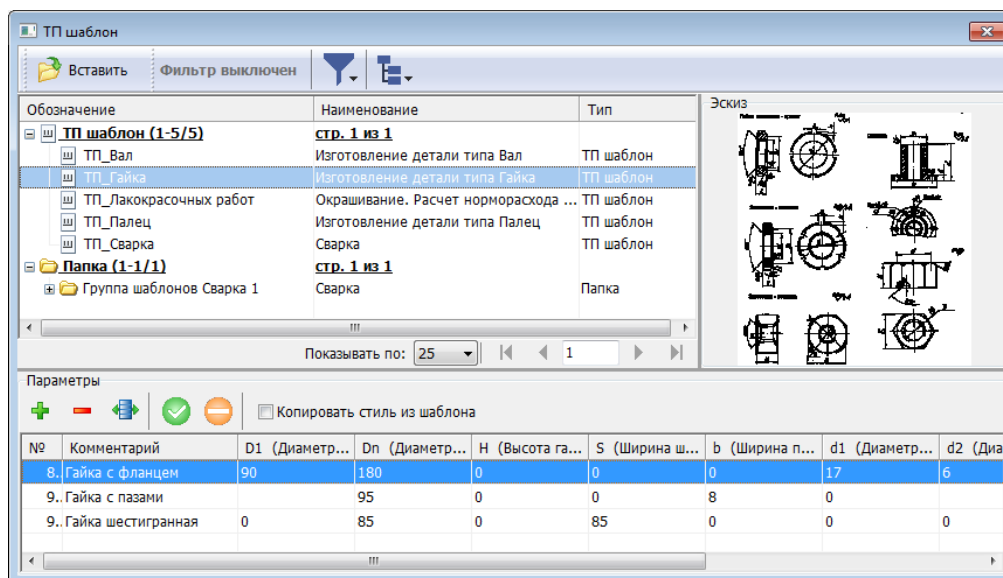 ТП шаблон
Вставить Фильтр выключен
Обозначение Наименование Тип
ТП шаблон (1-5/5) стр. 1 из 1
ТП_Вал Изготовление детали типа Вал ТП шаблон
ТП_Гайка Изготовление детали типа Гайка ТП шаблон
ТП_Лакокрасочных работ Окрашивание. Расчет норморасхода ... ТП шаблон
ТП_Палец Изготовление детали типа Палец ТП шаблон
ТП_Сварка Сварка ТП шаблон
Папка (1-1/1) стр. 1 из 1
Группа шаблонов Сварка 1 Сварка Папка
Показывать по: 25 1
Эскиз
Параметры
Копировать стиль из шаблона
№ Комментарий D1 (Диаметр... Dn (Диаметр... H (Высота га... S (Ширина ш... b (Ширина п... d1 (Диаметр... d2 (Диа
8. Гайка с фланцем 90 180 0 0 0 17 6
9.. Гайка с пазами 95 0 0 8 0
9.. Гайка шестигранная 0 85 0 85 0 0 0